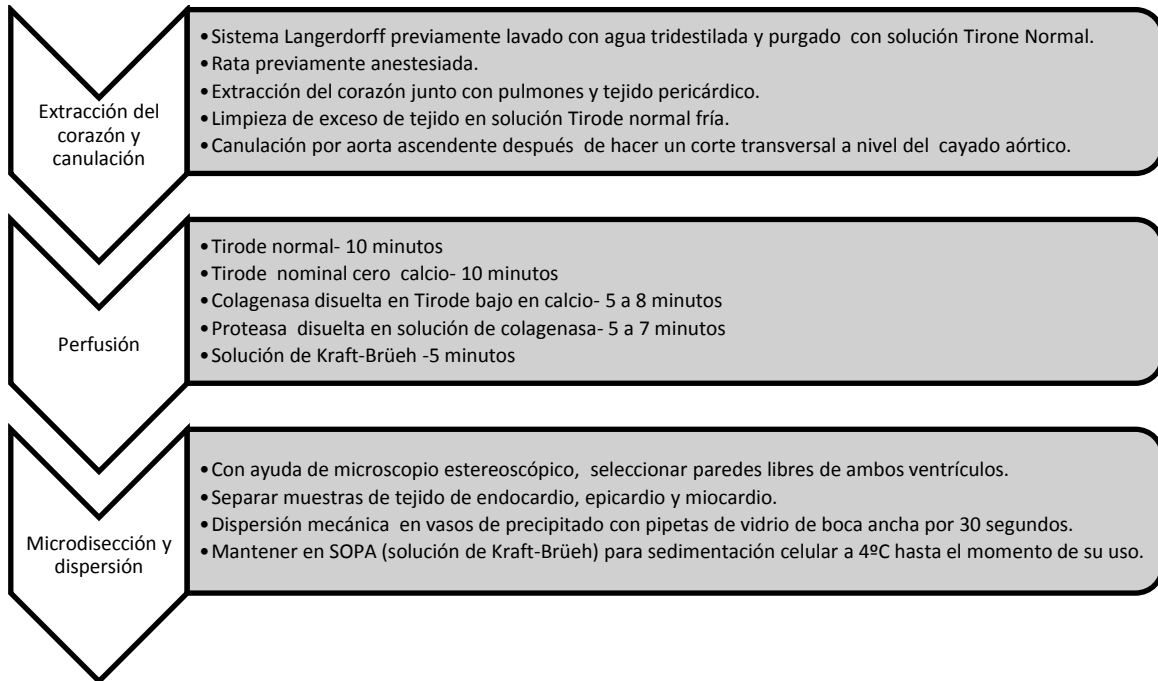 Extracción del
corazón y
canulación
•Sistema Langerdorff previamente lavado con agua tridestilada y purgado con solución Tirone Normal.
•Rata previamente anestesiada.
•Extracción del corazón junto con pulmones y tejido pericárdico.
•Limpieza de exceso de tejido en solución Tirode normal fría.
•Canulación por aorta ascendente después de hacer un corte transversal a nivel del cayado aórtico.
Perfusión
•Tirode normal- 10 minutos
•Tirode nominal cero calcio- 10 minutos
•Colagenasa disuelta en Tirode bajo en calcio- 5 a 8 minutos
•Proteasa disuelta en solución de colagenasa- 5 a 7 minutos
•Solución de Kraft-Brüeh -5 minutos
Microdisección y
dispersión
•Con ayuda de microscopio estereoscópico, seleccionar paredes libres de ambos ventrículos.
•Separar muestras de tejido de endocardio, epicardio y miocardio.
•Dispersión mecánica en vasos de precipitado con pipetas de vidrio de boca ancha por 30 segundos.
•Mantener en SOPA (solución de Kraft-Brüeh) para sedimentación celular a 4ºC hasta el momento de su uso.